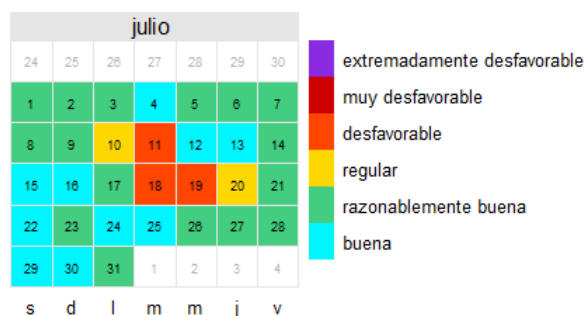 julio
24 25 26 27 28 29 30
1 2 3 4 5 6 7
8 9 10 11 12 13 14
15 16 17 18 19 20 21
22 23 24 25 26 27 28
29 30 31 1 2 3 4
s d l m m j v
extremadamente desfavorable
muy desfavorable
desfavorable
regular
razonablemente buena
buena